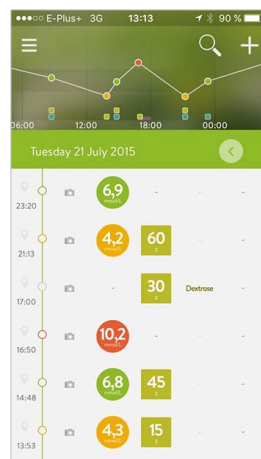 E-Plus+ 3G 13:13 90 %
06:00 12:00 18:00 00:00
Tuesday 21 July 2015
6,9 - - -
mmol/L
23:20
4,2 60 - -
mmol/L g
21:13
- 30 Dextrose -
g
17:00
10,2 - - -
mmol/L
16:50
6,8 45 - -
mmol/L g
14:48
4,3 15 - -
mmol/L g
13:53